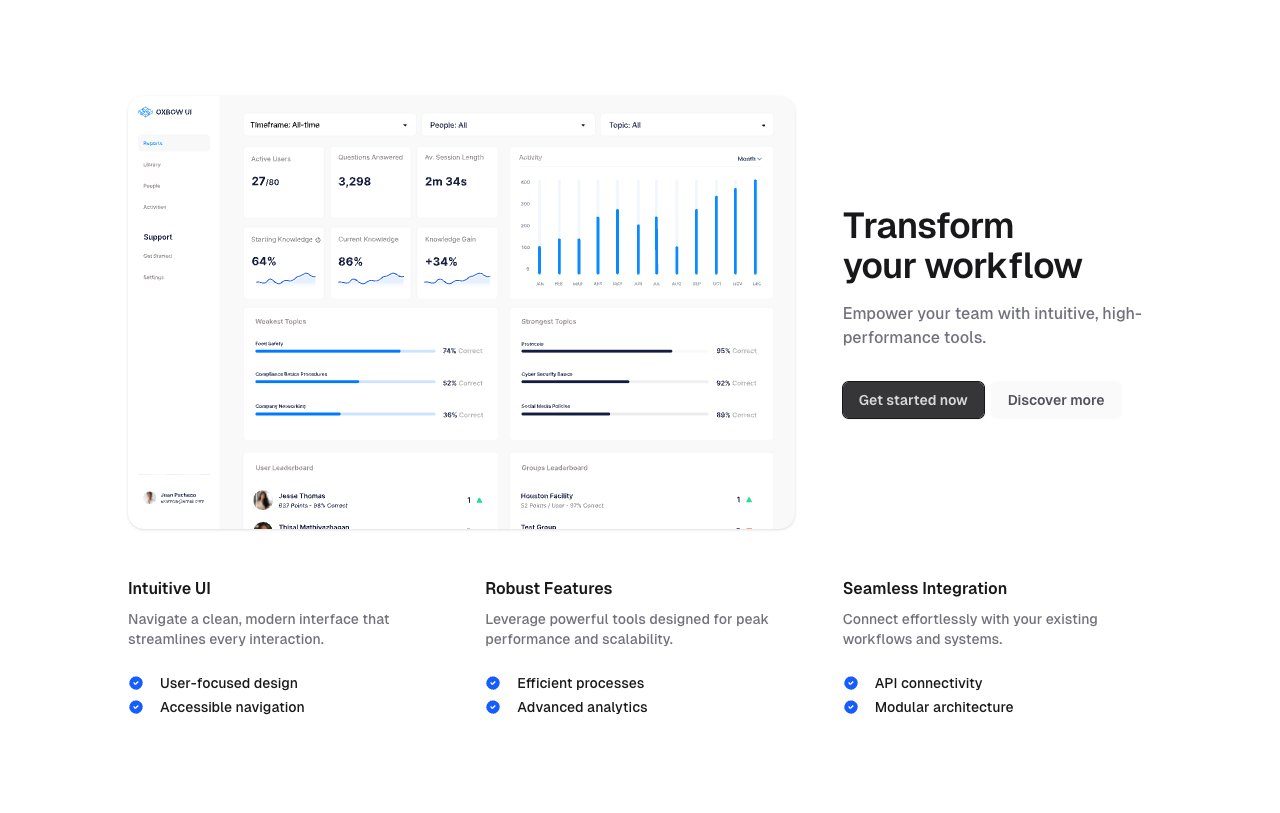 OXBOW UI
Reports
Library
People
Activities
Support
Get Started
Settings
Juan Pacheco
Timeframe: All-time
People: All
Topic: All
Active Users
27/80
Questions Answered
3,298
Av. Session Length
2m 34s
Starting Knowledge
64%
Current Knowledge
86%
Knowledge Gain
+34%
Activity
Month
400
300
200
100
0
JAN FEB MAR APR MAY JUN JUL AUG SEP OCT NOV DEC
Weakest Topics
Food Safety
74% Correct
Compliance Basics Procedures
52% Correct
Company Networking
36% Correct
Strongest Topics
Protocols
95% Correct
Cyber Security Basics
92% Correct
Social Media Policies
89% Correct
User Leaderboard
Jesse Thomas
637 Points - 98% Correct
1
Thisal Mathiyazhagan
Groups Leaderboard
Houston Facility
52 Points / User - 97% Correct
1
Test Group
Transform
your workflow
Empower your team with intuitive, high-
performance tools.
Get started now
Discover more
Intuitive UI
Navigate a clean, modern interface that
streamlines every interaction.
User-focused design
Accessible navigation
Robust Features
Leverage powerful tools designed for peak
performance and scalability.
Efficient processes
Advanced analytics
Seamless Integration
Connect effortlessly with your existing
workflows and systems.
API connectivity
Modular architecture